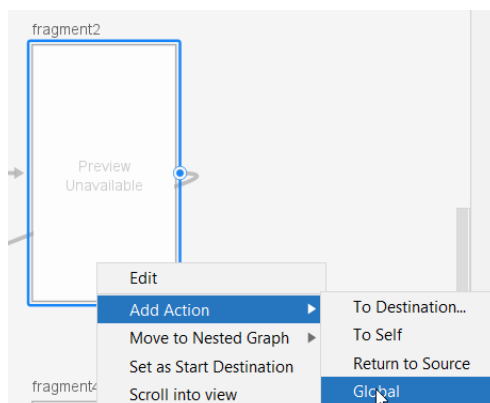 fragment2
Preview
Unavailable
Edit
Add Action
Move to Nested Graph
Set as Start Destination
Scroll into view
To Destination...
To Self
Return to Source
Global
fragment4